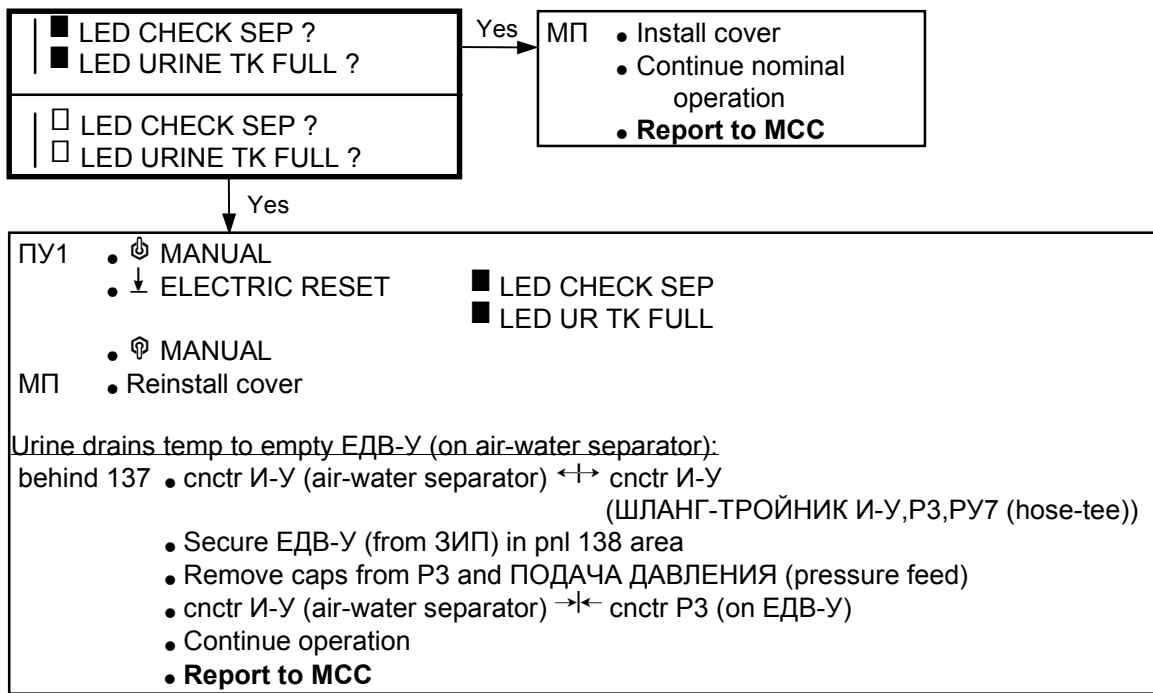 ■ LED CHECK SEP ?
■ LED URINE TK FULL ?
Yes
МП • Install cover
• Continue nominal
operation
• Report to MCC
□ LED CHECK SEP ?
□ LED URINE TK FULL ?
Yes
ПУ1 • MANUAL
• ELECTRIC RESET ■ LED CHECK SEP
■ LED UR TK FULL
• MANUAL
МП • Reinstall cover
Urine drains temp to empty ЕДВ-У (on air-water separator):
behind 137 • cnctr И-У (air-water separator) ←|→ cnctr И-У
(ШЛАНГ-ТРОЙНИК И-У,РЗ,РУ7 (hose-tee))
• Secure ЕДВ-У (from ЗИП) in pnl 138 area
• Remove caps from РЗ and ПОДАЧА ДАВЛЕНИЯ (pressure feed)
• cnctr И-У (air-water separator) →|← cnctr РЗ (on ЕДВ-У)
• Continue operation
• Report to MCC